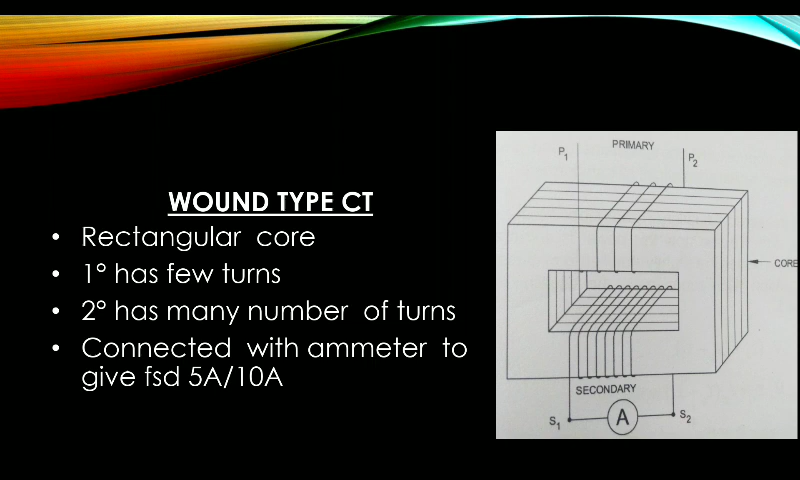 WOUND TYPE CT
• Rectangular core
• 1° has few turns
• 2° has many number of turns
• Connected with ammeter to
give fsd 5A/10A
PRIMARY
P1
P2
CORE
SECONDARY
S1
A
S2